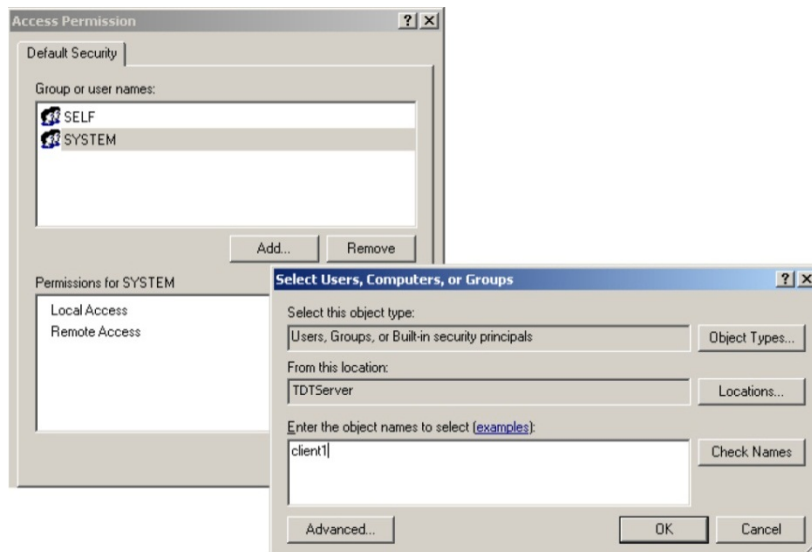 Access Permission
Default Security
Group or user names:
SELF
SYSTEM
Add... Remove
Permissions for SYSTEM
Local Access
Remote Access
Select Users, Computers, or Groups
Select this object type:
Users, Groups, or Built-in security principals Object Types...
From this location:
TDTServer Locations...
Enter the object names to select (examples):
client1 Check Names
Advanced... OK Cancel